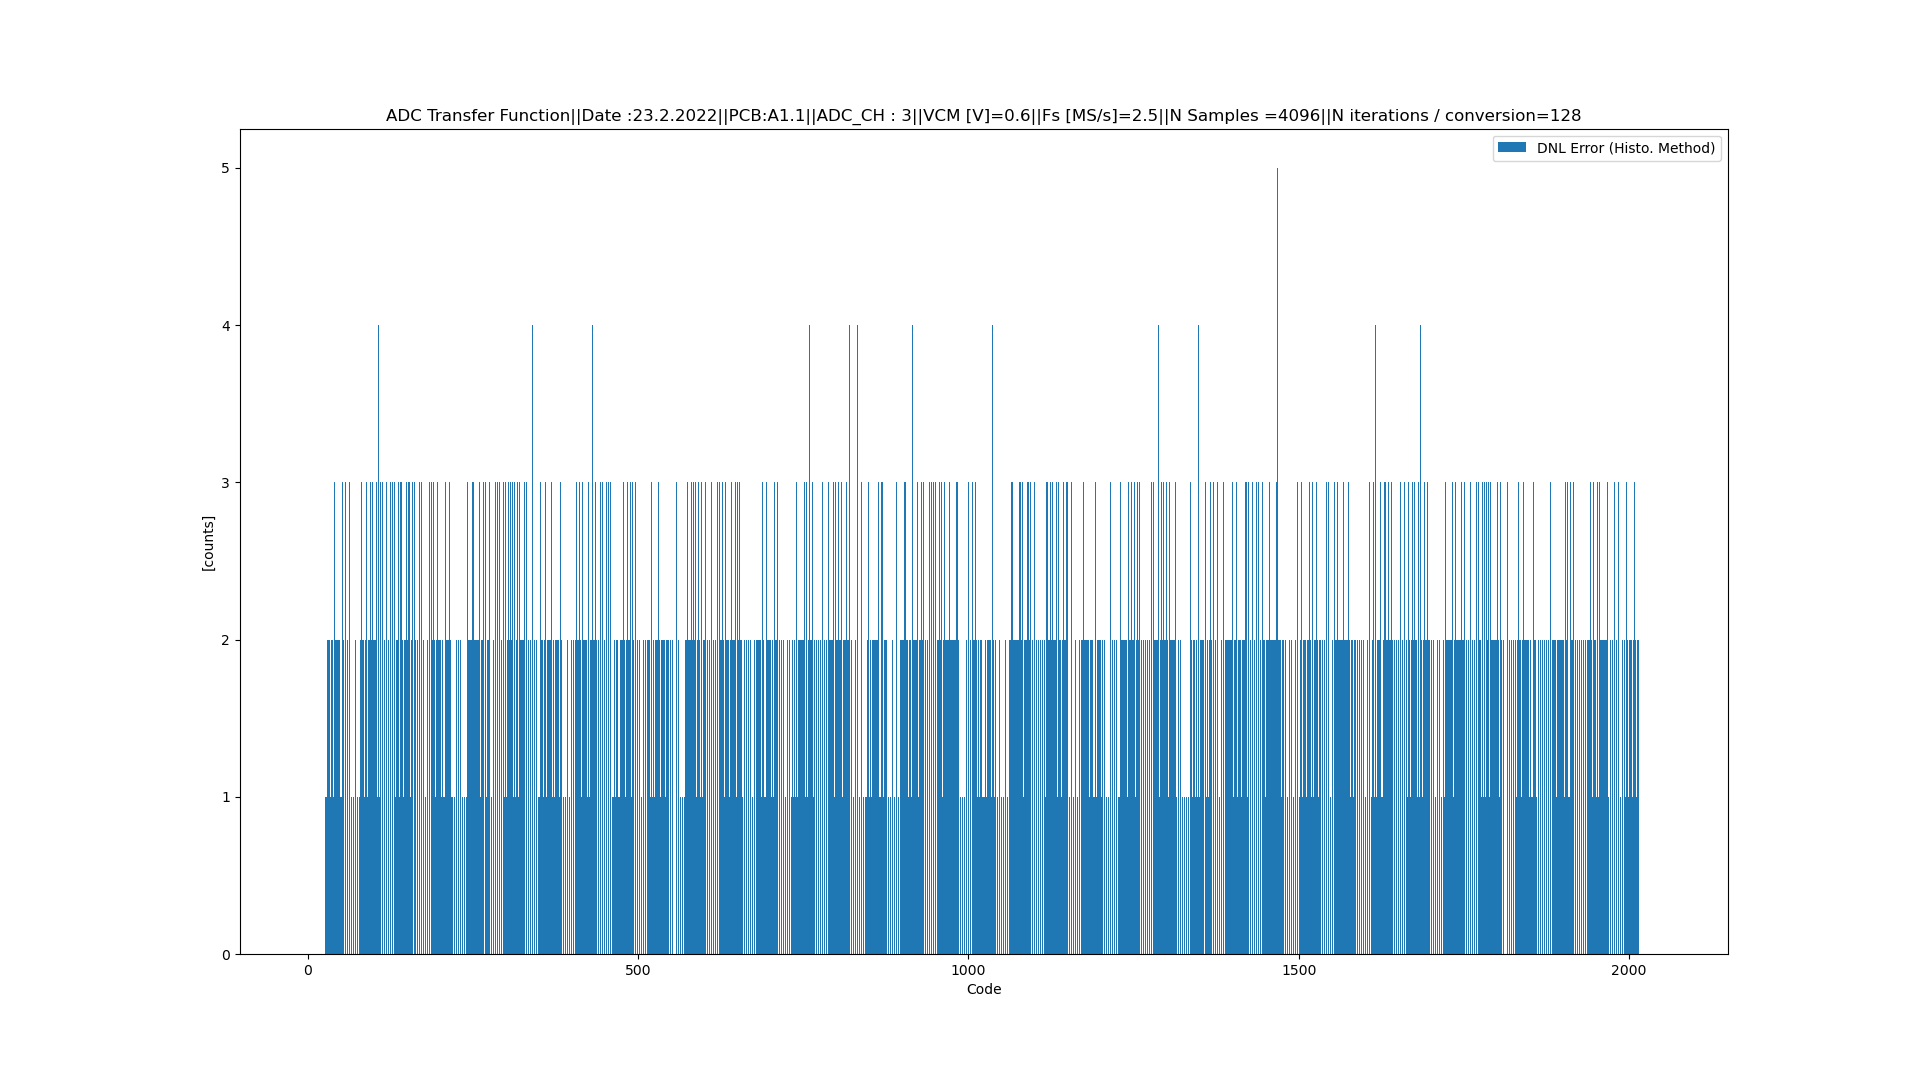 ADC Transfer Function||Date :23.2.2022||PCB:A1.1||ADC_CH : 3||VCM [V]=0.6||Fs [MS/s]=2.5||N Samples =4096||N iterations / conversion=128
DNL Error (Histo. Method)
5
4
3
2
1
0
[counts]
0 500 1000 1500 2000
Code